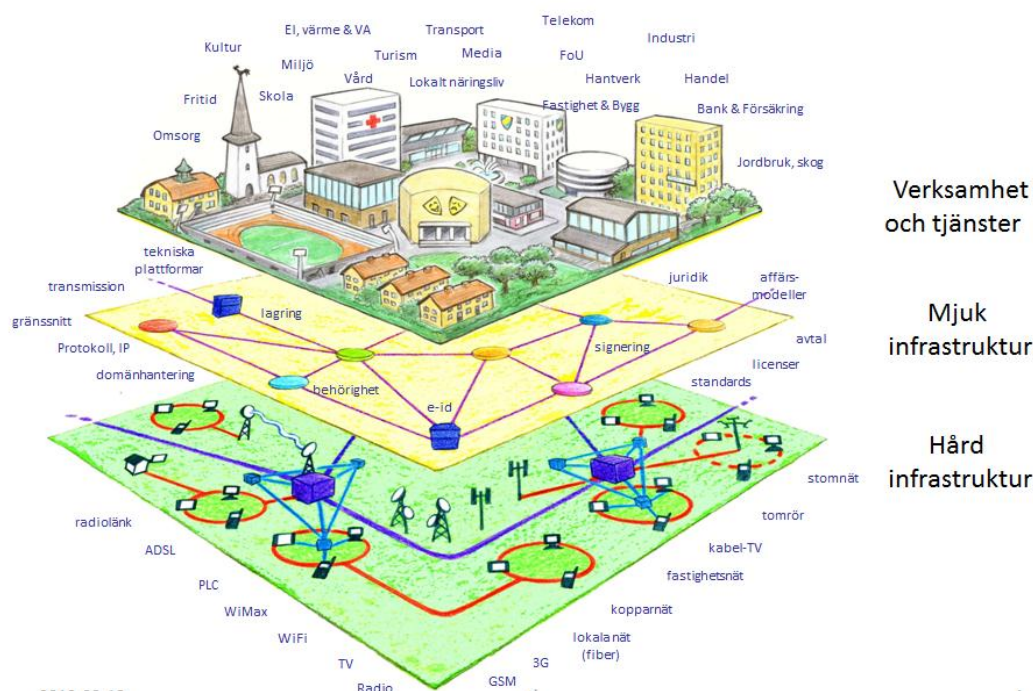 Telekom
El, värme & VA
Transport
Industri
Kultur
Turism
Media
FoU
Miljö
Vård
Lokalt näringsliv
Hantverk
Handel
Fritid
Skola
Fastighet & Bygg
Bank & Försäkring
Omsorg
Jordbruk, skog
Verksamhet
och tjänster
tekniska
plattformar
transmission
lagring
juridik
affärs-
modeller
gränssnitt
Mjuk
infrastruktur
Protokoll, IP
signering
avtal
domänhantering
licenser
behörighet
standards
e-id
Hård
infrastruktur
stomnät
radiolänk
tomrör
ADSL
kabel-TV
PLC
fastighetsnät
WiMax
kopparnät
WiFi
lokala nät
(fiber)
TV
3G
Radio
GSM